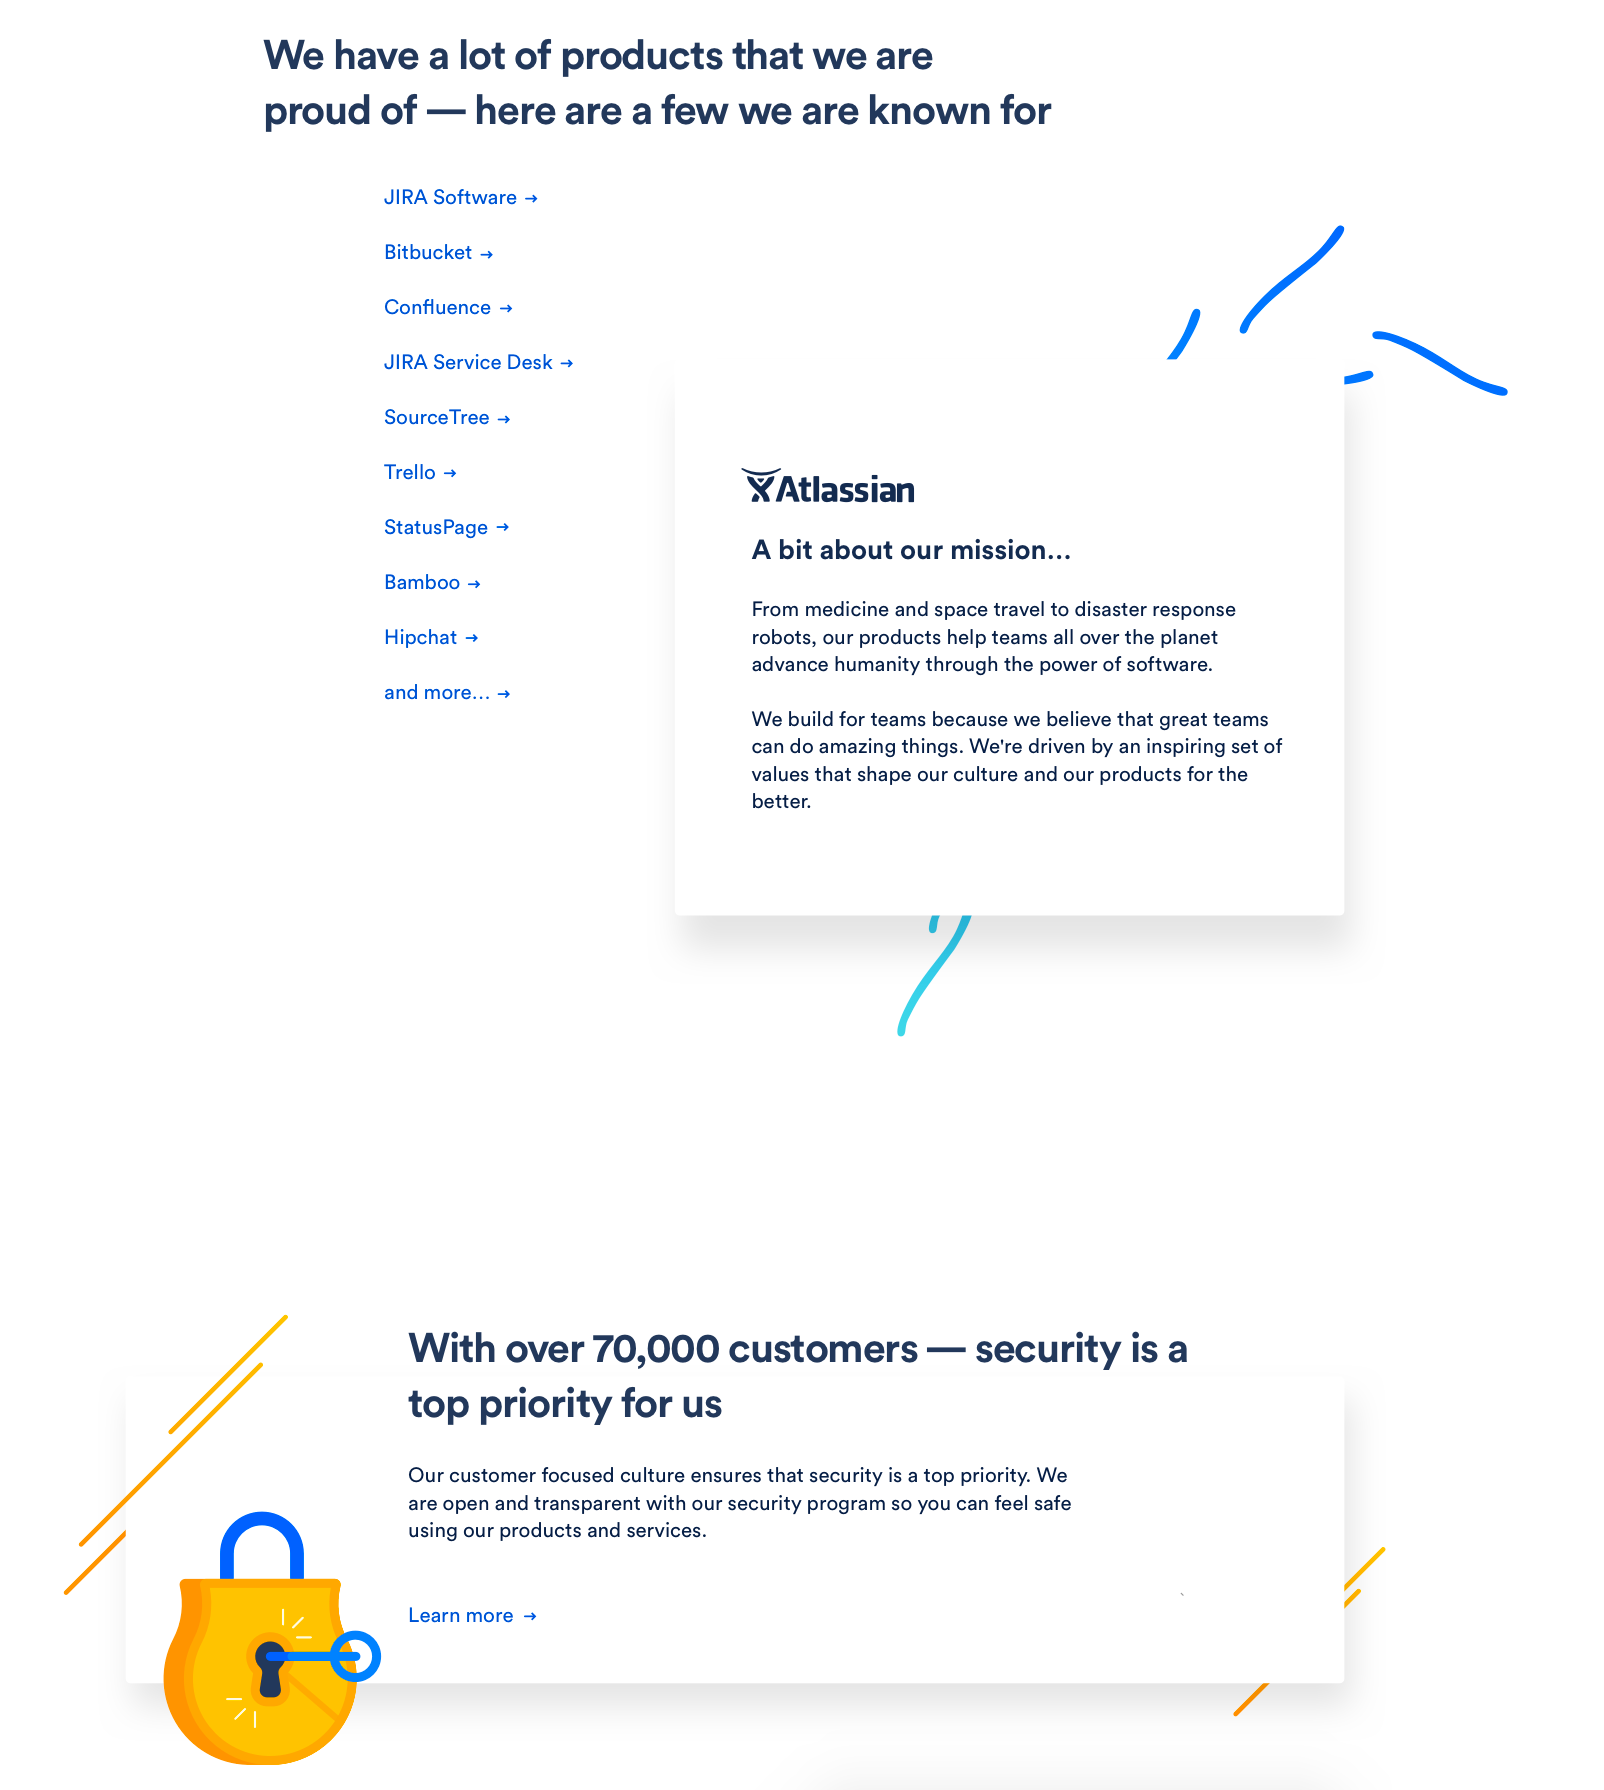 We have a lot of products that we are
proud of — here are a few we are known for
JIRA Software →
Bitbucket →
Confluence →
JIRA Service Desk →
SourceTree →
Trello →
StatusPage →
Bamboo →
Hipchat →
and more... →
Atlassian
A bit about our mission...
From medicine and space travel to disaster response
robots, our products help teams all over the planet
advance humanity through the power of software.
We build for teams because we believe that great teams
can do amazing things. We're driven by an inspiring set of
values that shape our culture and our products for the
better.
With over 70,000 customers — security is a
top priority for us
Our customer focused culture ensures that security is a top priority. We
are open and transparent with our security program so you can feel safe
using our products and services.
`
Learn more →